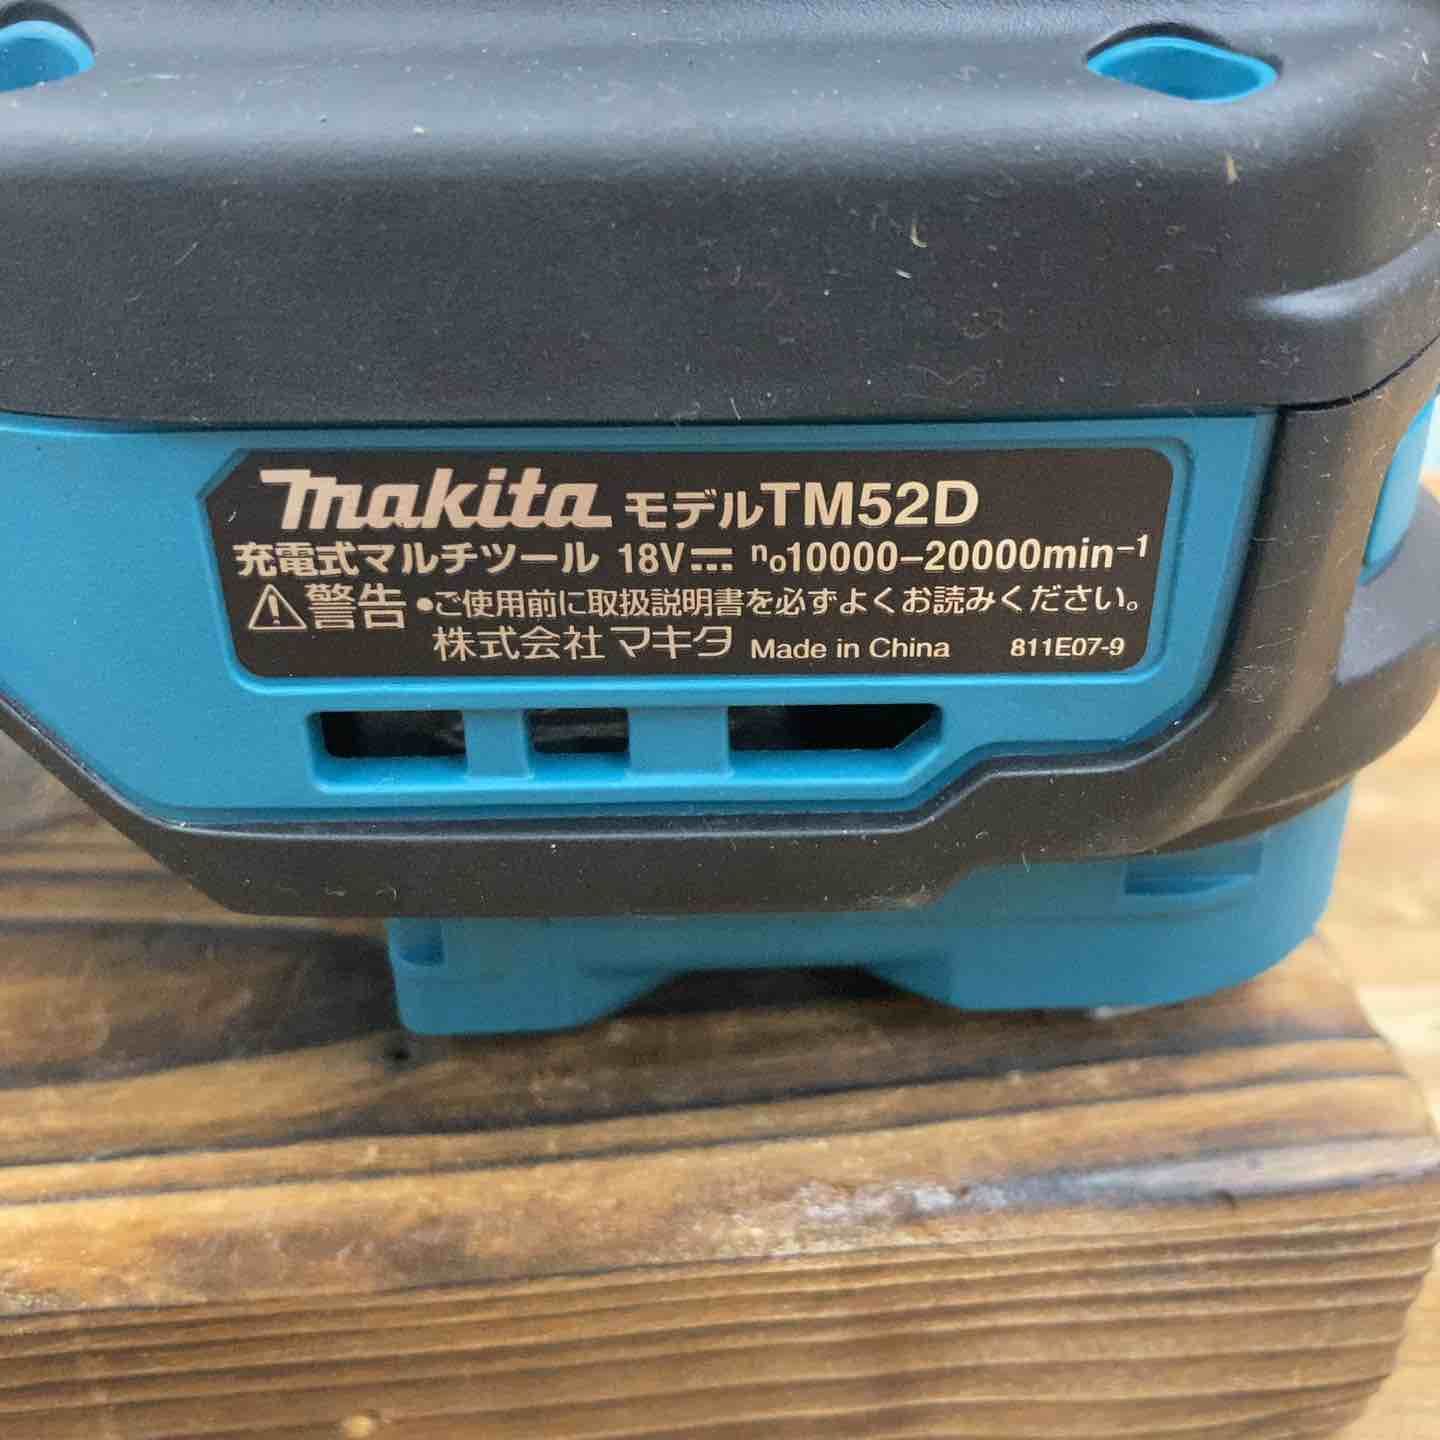 makita モデルTM52D
充電式マルチツール 18V⎓ n₀10000–20000min⁻¹
⚠警告 •ご使用前に取扱説明書を必ずよくお読みください。
株式会社マキタ Made in China 811E07-9